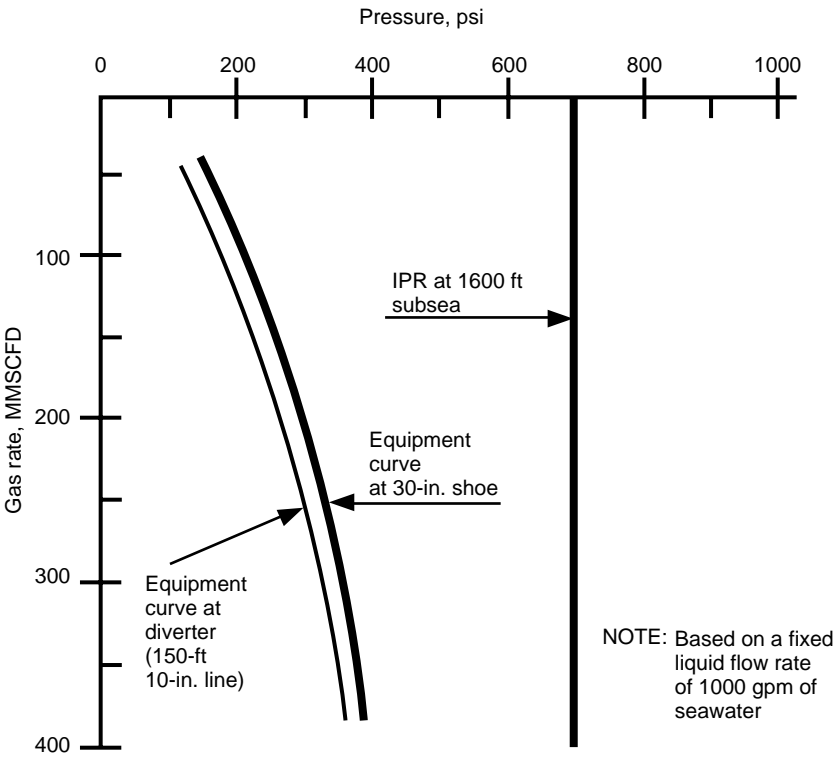 Pressure, psi
0 200 400 600 800 1000
100
200
300
400
Gas rate, MMSCFD
IPR at 1600 ft
subsea
Equipment
curve
at 30-in. shoe
Equipment
curve at
diverter
(150-ft
10-in. line)
NOTE: Based on a fixed
liquid flow rate
of 1000 gpm of
seawater